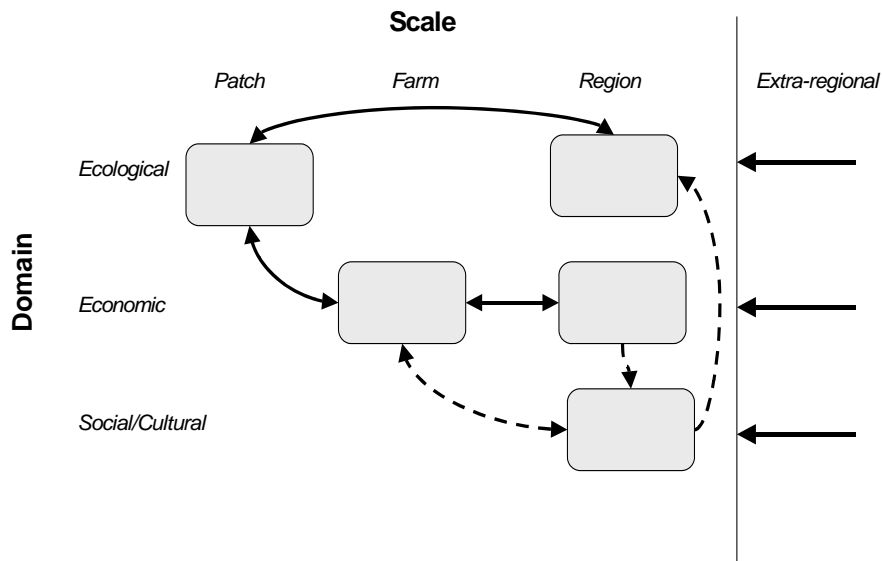 Scale
Patch
Farm
Region
Extra-regional
Ecological
Domain
Economic
Social/Cultural